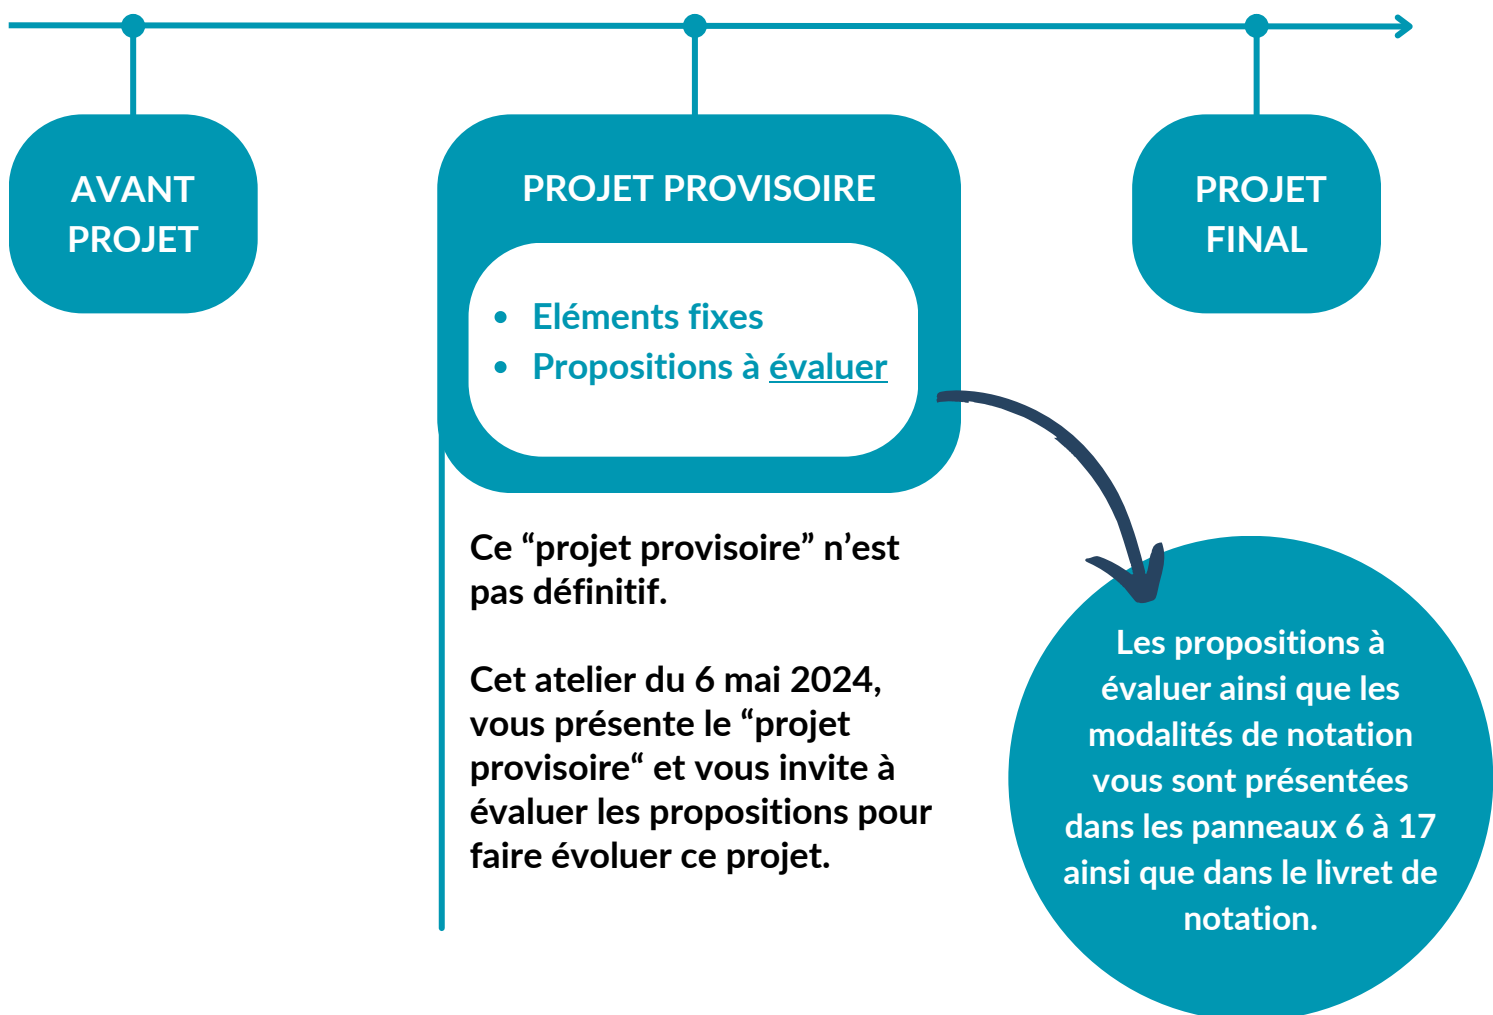 AVANT
PROJET
PROJET PROVISOIRE
• Eléments fixes
• Propositions à évaluer
PROJET
FINAL
Ce “projet provisoire” n’est
pas définitif.
Cet atelier du 6 mai 2024,
vous présente le “projet
provisoire“ et vous invite à
évaluer les propositions pour
faire évoluer ce projet.
Les propositions à
évaluer ainsi que les
modalités de notation
vous sont présentées
dans les panneaux 6 à 17
ainsi que dans le livret de
notation.